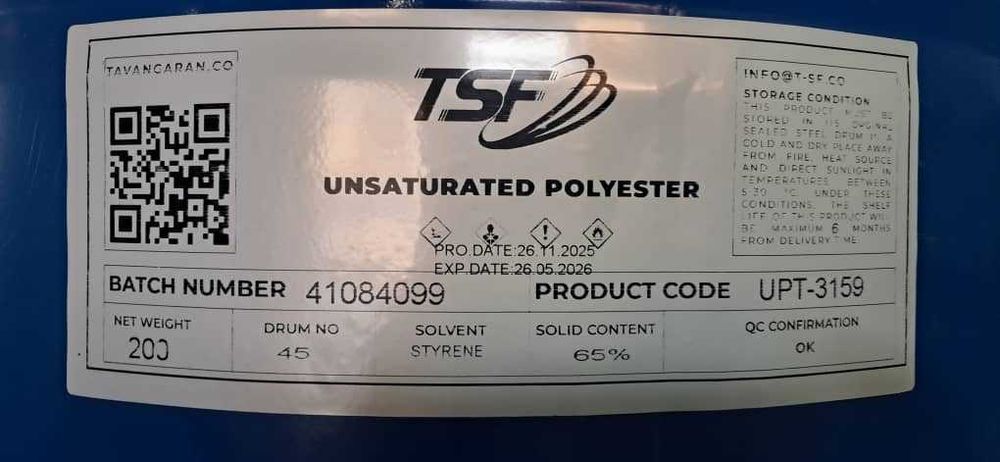 TAVANGARAN.CO
TSF
UNSATURATED POLYESTER
PRO.DATE:26.11.2025
EXP.DATE:26.05.2026
INFO@T-SF.CO
STORAGE CONDITION
THIS PRODUCT MUST BE
STORED IN ITS ORGINAL
SEALED STEEL DRUM IN A
COLD AND DRY PLACE AWAY
FROM FIRE, HEAT SOURCE
AND DIRECT SUNLIGHT IN
TEMPERATURES BETWEEN
5-30 °C. UNDER THESE
CONDITIONS, THE SHELF
LIFE OF THIS PRODUCT WILL
BE MAXIMUM 6 MONTHS
FROM DELIVERY TIME.
BATCH NUMBER 41084099 PRODUCT CODE UPT-3159
NET WEIGHT
200
DRUM NO
45
SOLVENT
STYRENE
SOLID CONTENT
65%
QC CONFIRMATION
OK